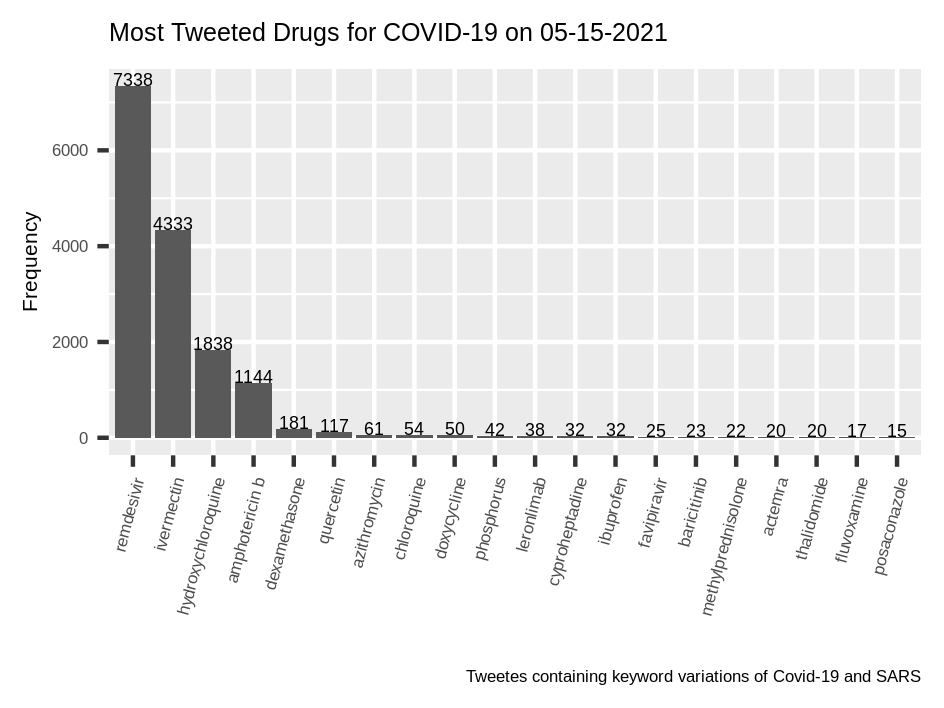 Most Tweeted Drugs for COVID-19 on 05-15-2021
Frequency
6000
4000
2000
0
7338
4333
1838
1144
181
117
61
54
50
42
38
32
32
25
23
22
20
20
17
15
remdesivir
ivermectin
hydroxychloroquine
amphotericin b
dexamethasone
quercetin
azithromycin
chloroquine
doxycycline
phosphorus
leronlimab
cyproheptadine
ibuprofen
favipiravir
baricitinib
methylprednisolone
actemra
thalidomide
fluvoxamine
posaconazole
Tweetes containing keyword variations of Covid-19 and SARS